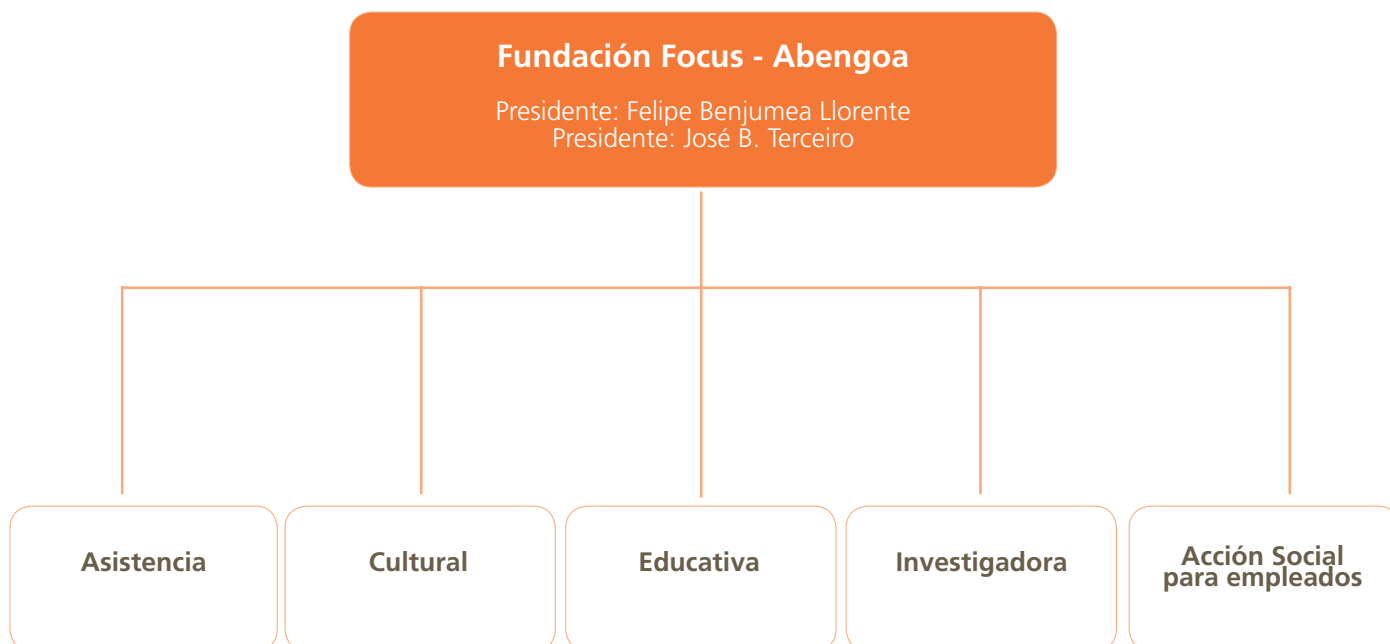 Fundación Focus - Abengoa
Presidente: Felipe Benjumea Llorente
Presidente: José B. Terceiro
Asistencia
Cultural
Educativa
Investigadora
Acción Social
para empleados